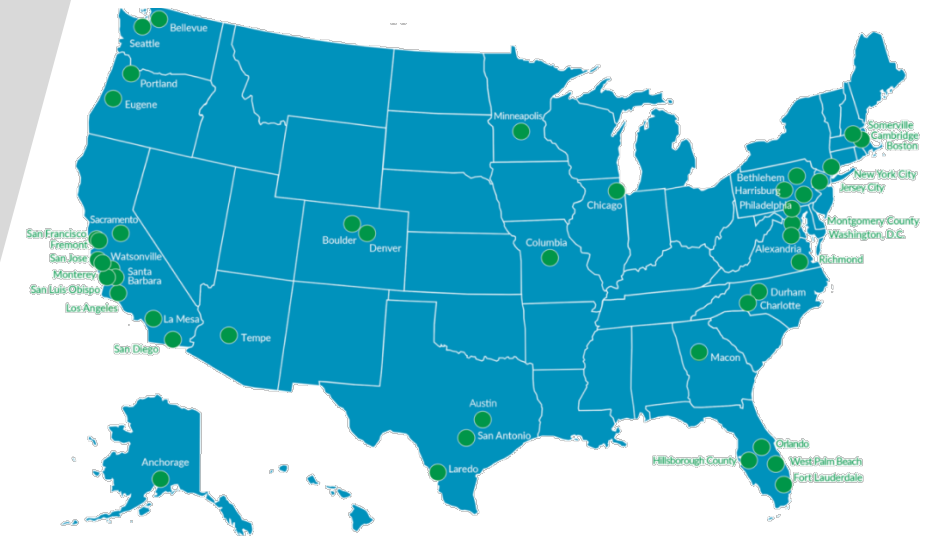 Bellevue
Seattle
Portland
Eugene
Minneapolis
Somerville
Cambridge
Boston
New York City
Bethlehem
Harrisburg
Jersey City
Philadelphia
Chicago
Sacramento
San Francisco
Fremont
Montgomery County
Washington, D.C.
Boulder
Denver
Columbia
Alexandria
San Jose
Watsonville
Richmond
Monterey
Santa
Barbara
San Luis Obispo
Durham
Charlotte
Los Angeles
La Mesa
Tempe
San Diego
Macon
Austin
San Antonio
Orlando
Hillsborough County
West Palm Beach
Laredo
Fort Lauderdale
Anchorage